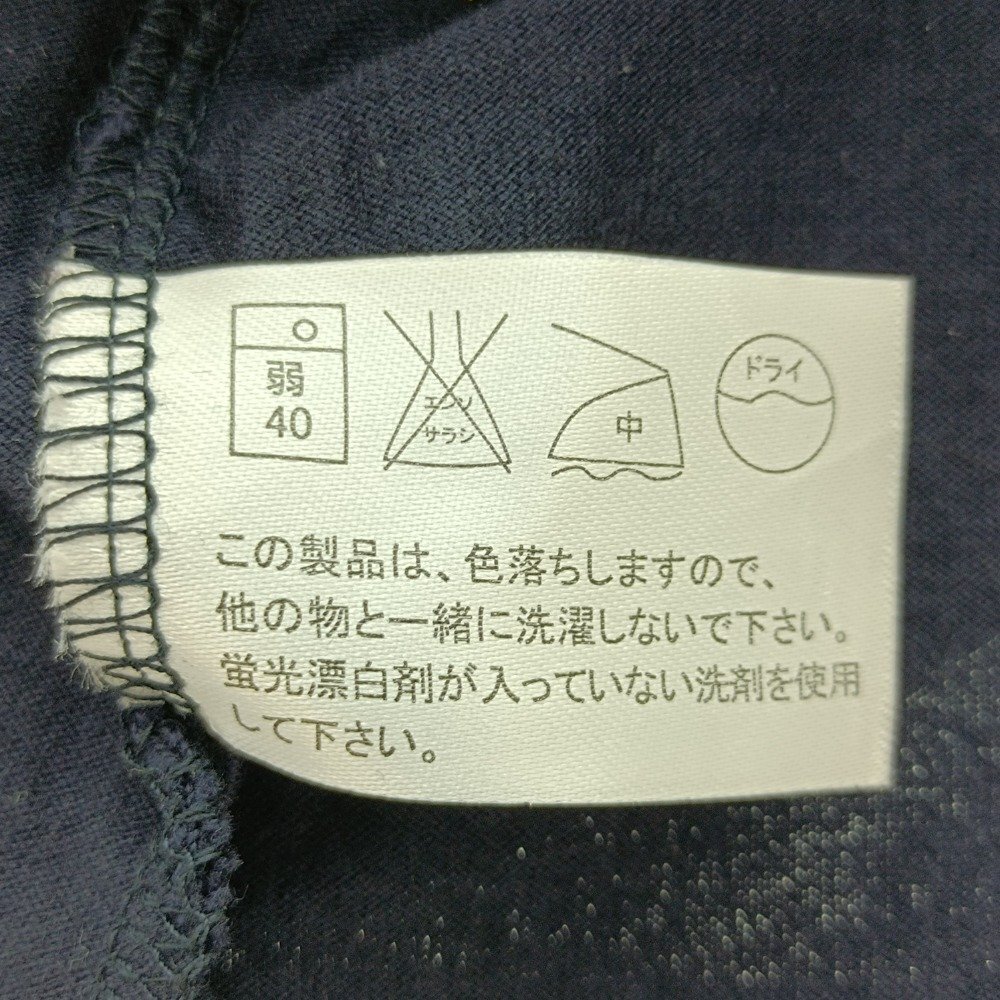 弱
40
エンソ
サラシ
中
ドライ
この製品は、色落ちしますので、
他の物と一緒に洗濯しないで下さい。
蛍光漂白剤が入っていない洗剤を使用
して下さい。